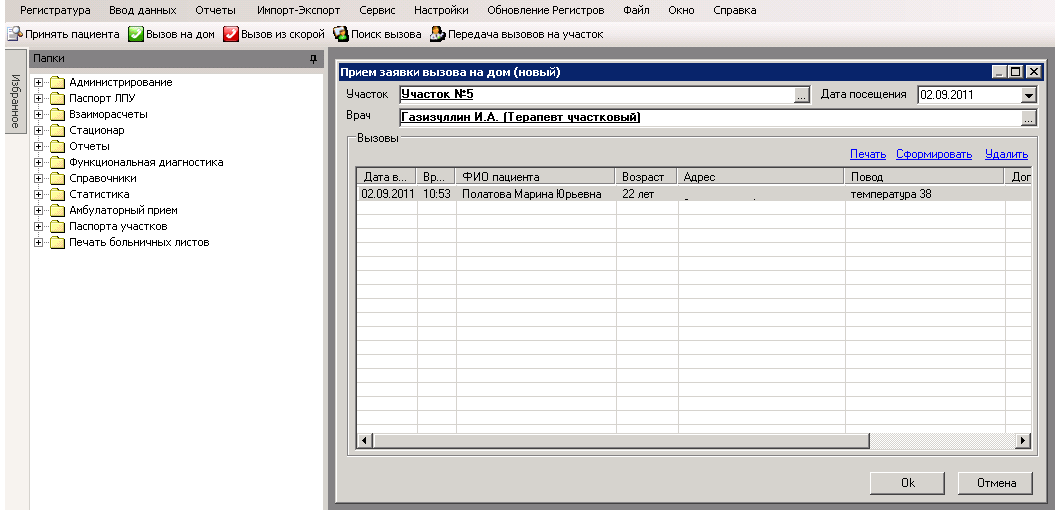 Регистратура Ввод данных Отчеты Импорт-Экспорт Сервис Настройки Обновление Регистров Файл Окно Справка
Принять пациента Вызов на дом Вызов из скорой Поиск вызова Передача вызовов на участок
Избранное
Папки
Администрирование
Паспорт ЛПУ
Взаиморасчеты
Стационар
Отчеты
Функциональная диагностика
Справочники
Статистика
Амбулаторный прием
Паспорта участков
Печать больничных листов
Прием заявки вызова на дом (новый)
Участок Участок №5 ... Дата посещения 02.09.2011
Врач Газизуллин И.А. (Терапевт участковый) ...
Вызовы
Печать Сформировать Удалить
Дата в... Вр... ФИО пациента Возраст Адрес Повод Доп
02.09.2011 10:53 Полатова Марина Юрьевна 22 лет температура 38
Ok Отмена